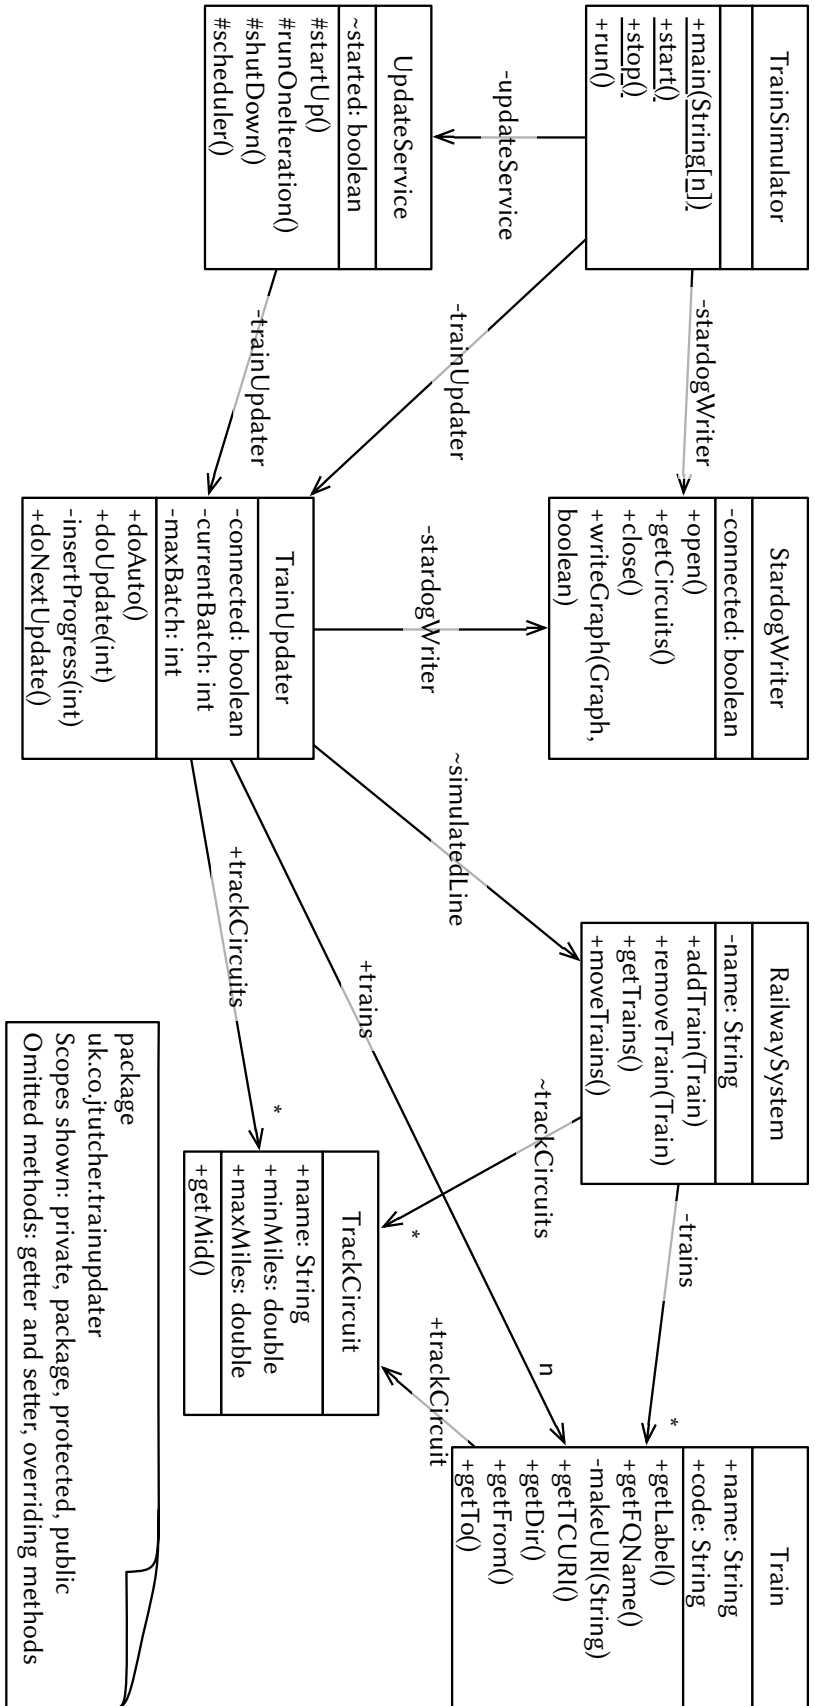 TrainSimulator
+main(String[n])
+start()
+stop()
+run()
-stardogWriter
StardogWriter
-connected: boolean
+open()
+getCircuits()
+close()
+writeGraph(Graph,
boolean)
RailwaySystem
-name: String
+addTrain(Train)
+removeTrain(Train)
+getTrains()
+moveTrains()
-trains
*
Train
+name: String
+code: String
+getLabel()
+getFQName()
-makeURI(String)
+getTCURI()
+getDir()
+getFrom()
+getTo()
-updateService
-trainUpdater
-stardogWriter
~simulatedLine
~trackCircuits
*
+trackCircuit
UpdateService
~started: boolean
#startUp()
#runOneIteration()
#shutDown()
#scheduler()
-trainUpdater
TrainUpdater
-connected: boolean
-currentBatch: int
-maxBatch: int
+doAuto()
+doUpdate(int)
-insertProgress(int)
+doNextUpdate()
+trains
n
+trackCircuits
*
TrackCircuit
+name: String
+minMiles: double
+maxMiles: double
+getMid()
package
uk.co.jtutcher.trainupdater
Scopes shown: private, package, protected, public
Omitted methods: getter and setter, overriding methods